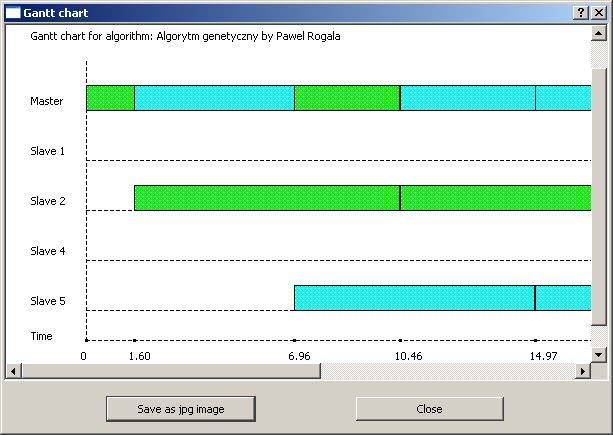 Gantt chart
Gantt chart for algorithm: Algorytm genetyczny by Pawel Rogala
Master
Slave 1
Slave 2
Slave 4
Slave 5
Time
0 1.60 6.96 10.46 14.97
Save as jpg image Close